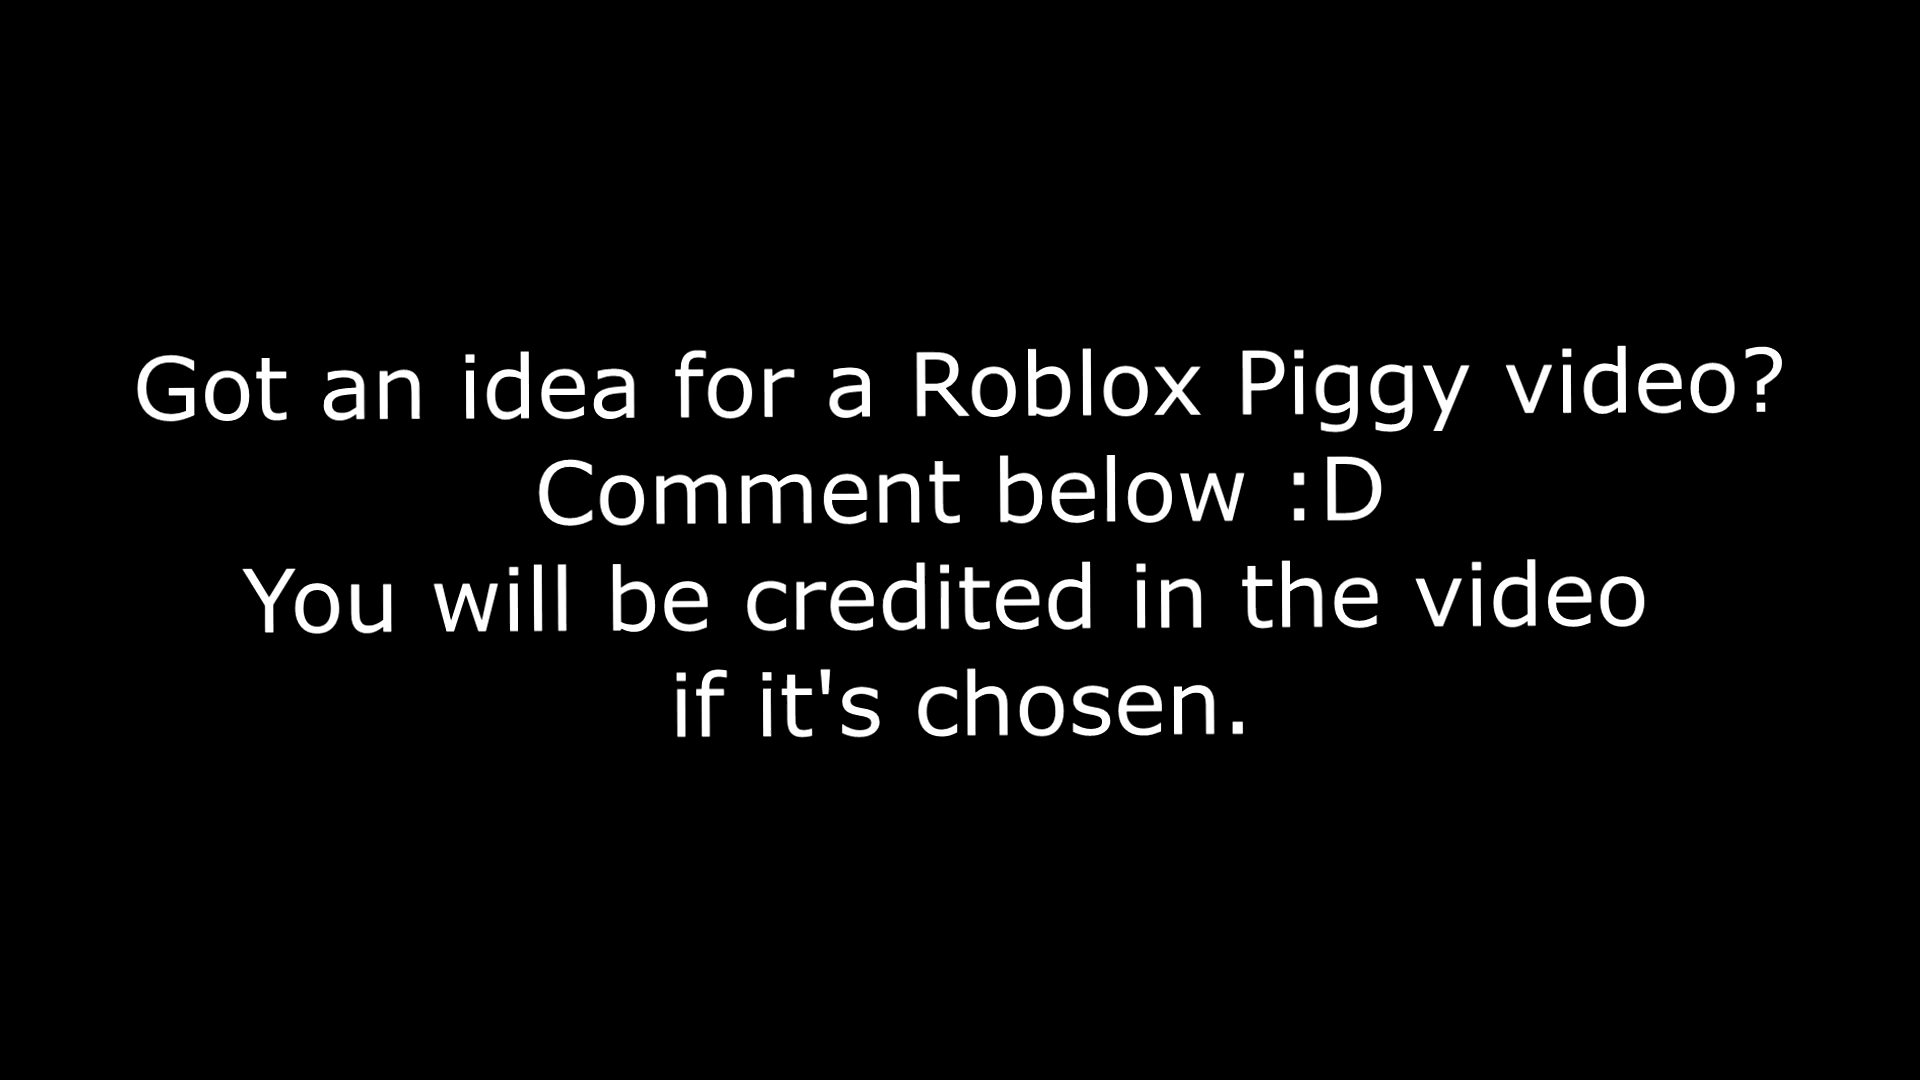 Got an idea for a Roblox Piggy video?
Comment below :D
You will be credited in the video
if it's chosen.